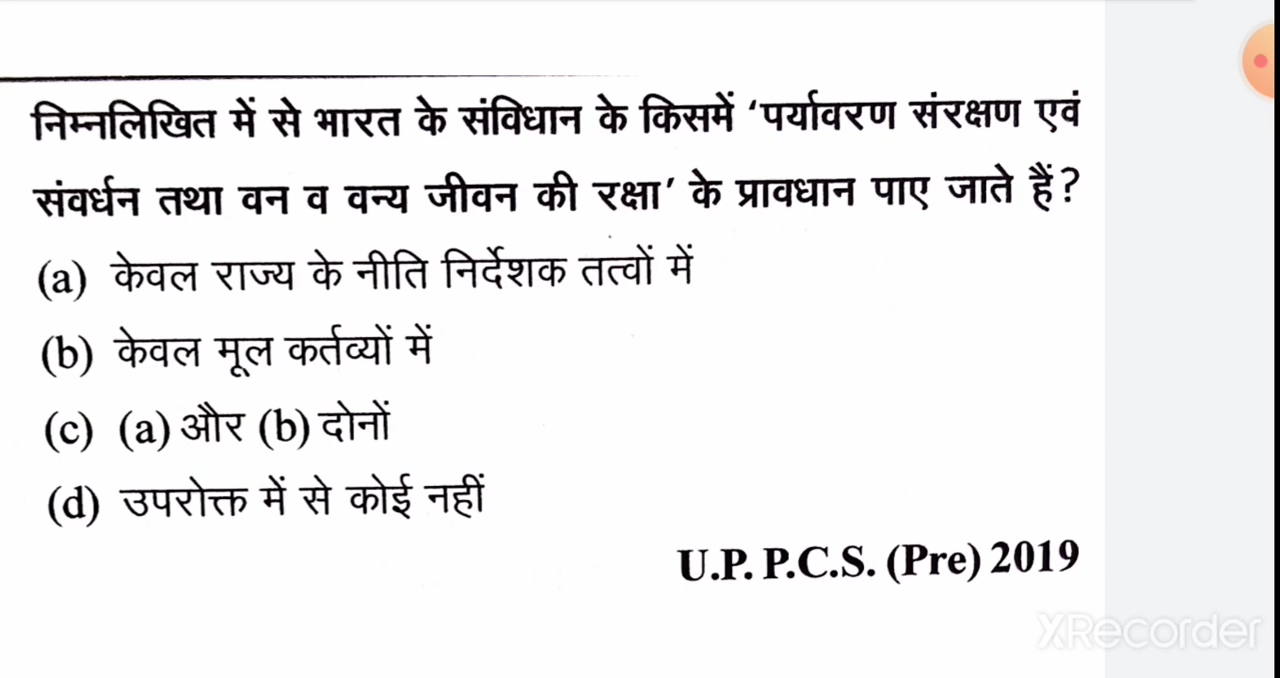 निम्नलिखित में से भारत के संविधान के किसमें ‘पर्यावरण संरक्षण एवं
संवर्धन तथा वन व वन्य जीवन की रक्षा’ के प्रावधान पाए जाते हैं?
(a) केवल राज्य के नीति निर्देशक तत्वों में
(b) केवल मूल कर्तव्यों में
(c) (a) और (b) दोनों
(d) उपरोक्त में से कोई नहीं
U.P. P.C.S. (Pre) 2019
XRecorder